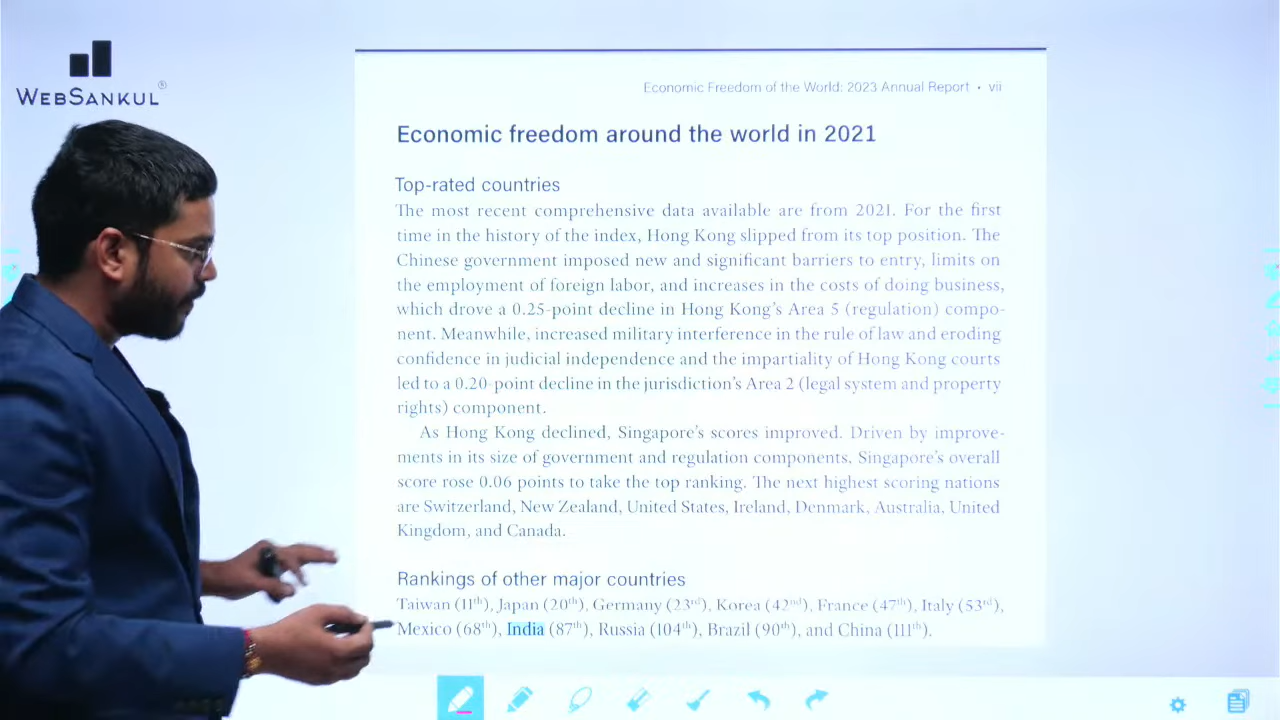 WEBSANKUL®
Economic Freedom of the World: 2023 Annual Report • vii
Economic freedom around the world in 2021
Top-rated countries
The most recent comprehensive data available are from 2021. For the first
time in the history of the index, Hong Kong slipped from its top position. The
Chinese government imposed new and significant barriers to entry, limits on
the employment of foreign labor, and increases in the costs of doing business,
which drove a 0.25-point decline in Hong Kong's Area 5 (regulation) compo-
nent. Meanwhile, increased military interference in the rule of law and eroding
confidence in judicial independence and the impartiality of Hong Kong courts
led to a 0.20-point decline in the jurisdiction's Area 2 (legal system and property
rights) component.
As Hong Kong declined, Singapore's scores improved. Driven by improve-
ments in its size of government and regulation components, Singapore's overall
score rose 0.06 points to take the top ranking. The next highest scoring nations
are Switzerland, New Zealand, United States, Ireland, Denmark, Australia, United
Kingdom, and Canada.
Rankings of other major countries
Taiwan (11th), Japan (20th), Germany (23rd), Korea (42nd), France (47th), Italy (53rd),
Mexico (68th), India (87th), Russia (104th), Brazil (90th), and China (111th).